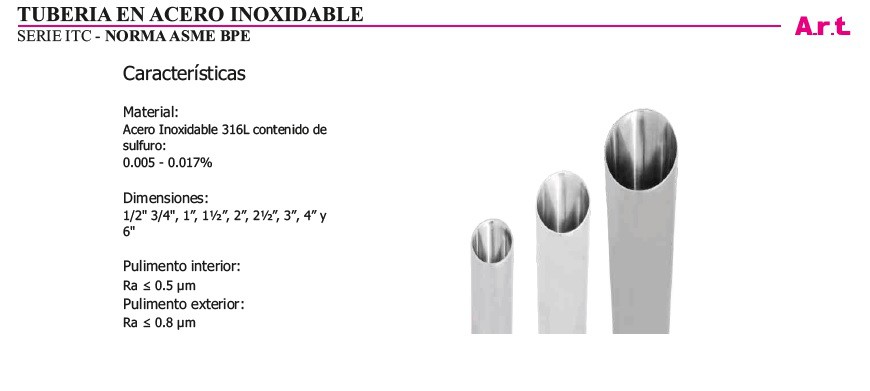 TUBERIA EN ACERO INOXIDABLE
A.r.t.
SERIE ITC - NORMA ASME BPE
Características
Material:
Acero Inoxidable 316L contenido de
sulfuro:
0.005 - 0.017%
Dimensiones:
1/2" 3/4", 1”, 1½”, 2”, 2½”, 3”, 4” y
6"
Pulimento interior:
Ra ≤ 0.5 µm
Pulimento exterior:
Ra ≤ 0.8 µm